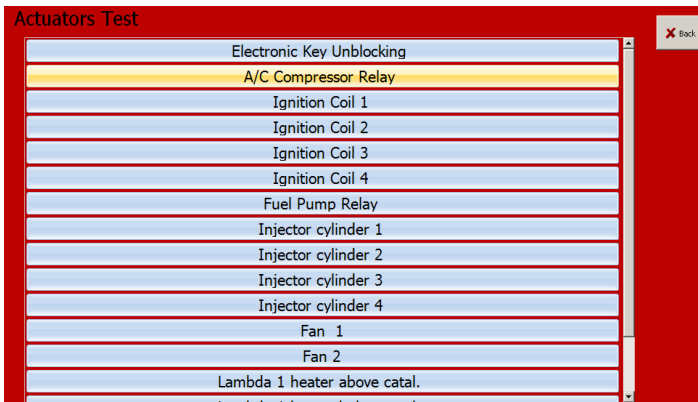 Actuators Test
Back
Electronic Key Unblocking
A/C Compressor Relay
Ignition Coil 1
Ignition Coil 2
Ignition Coil 3
Ignition Coil 4
Fuel Pump Relay
Injector cylinder 1
Injector cylinder 2
Injector cylinder 3
Injector cylinder 4
Fan 1
Fan 2
Lambda 1 heater above catal.